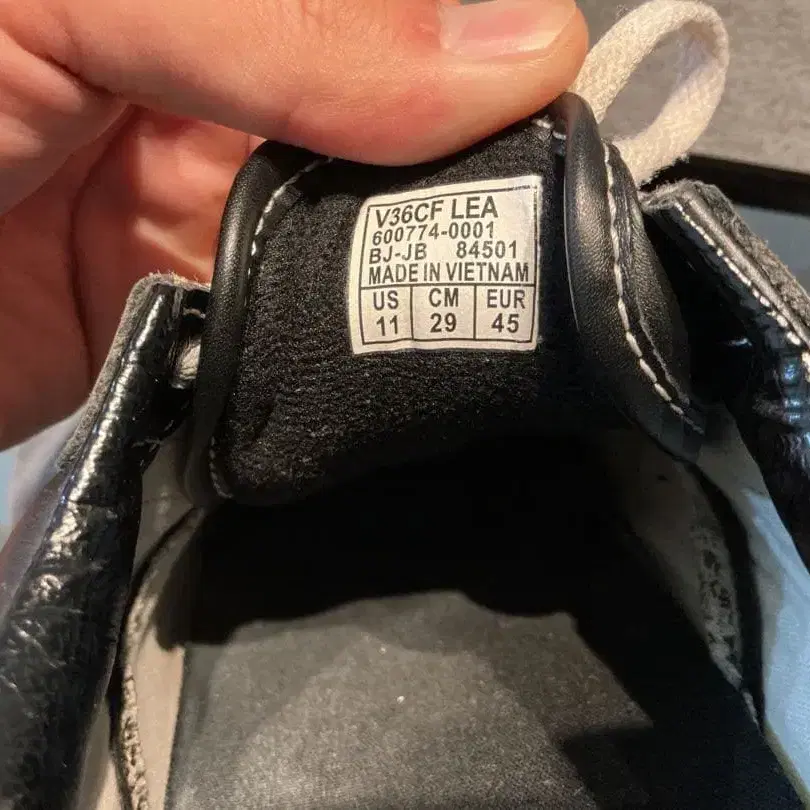 V36CF LEA
600774-0001
BJ-JB 84501
MADE IN VIETNAM
US CM EUR
11 29 45